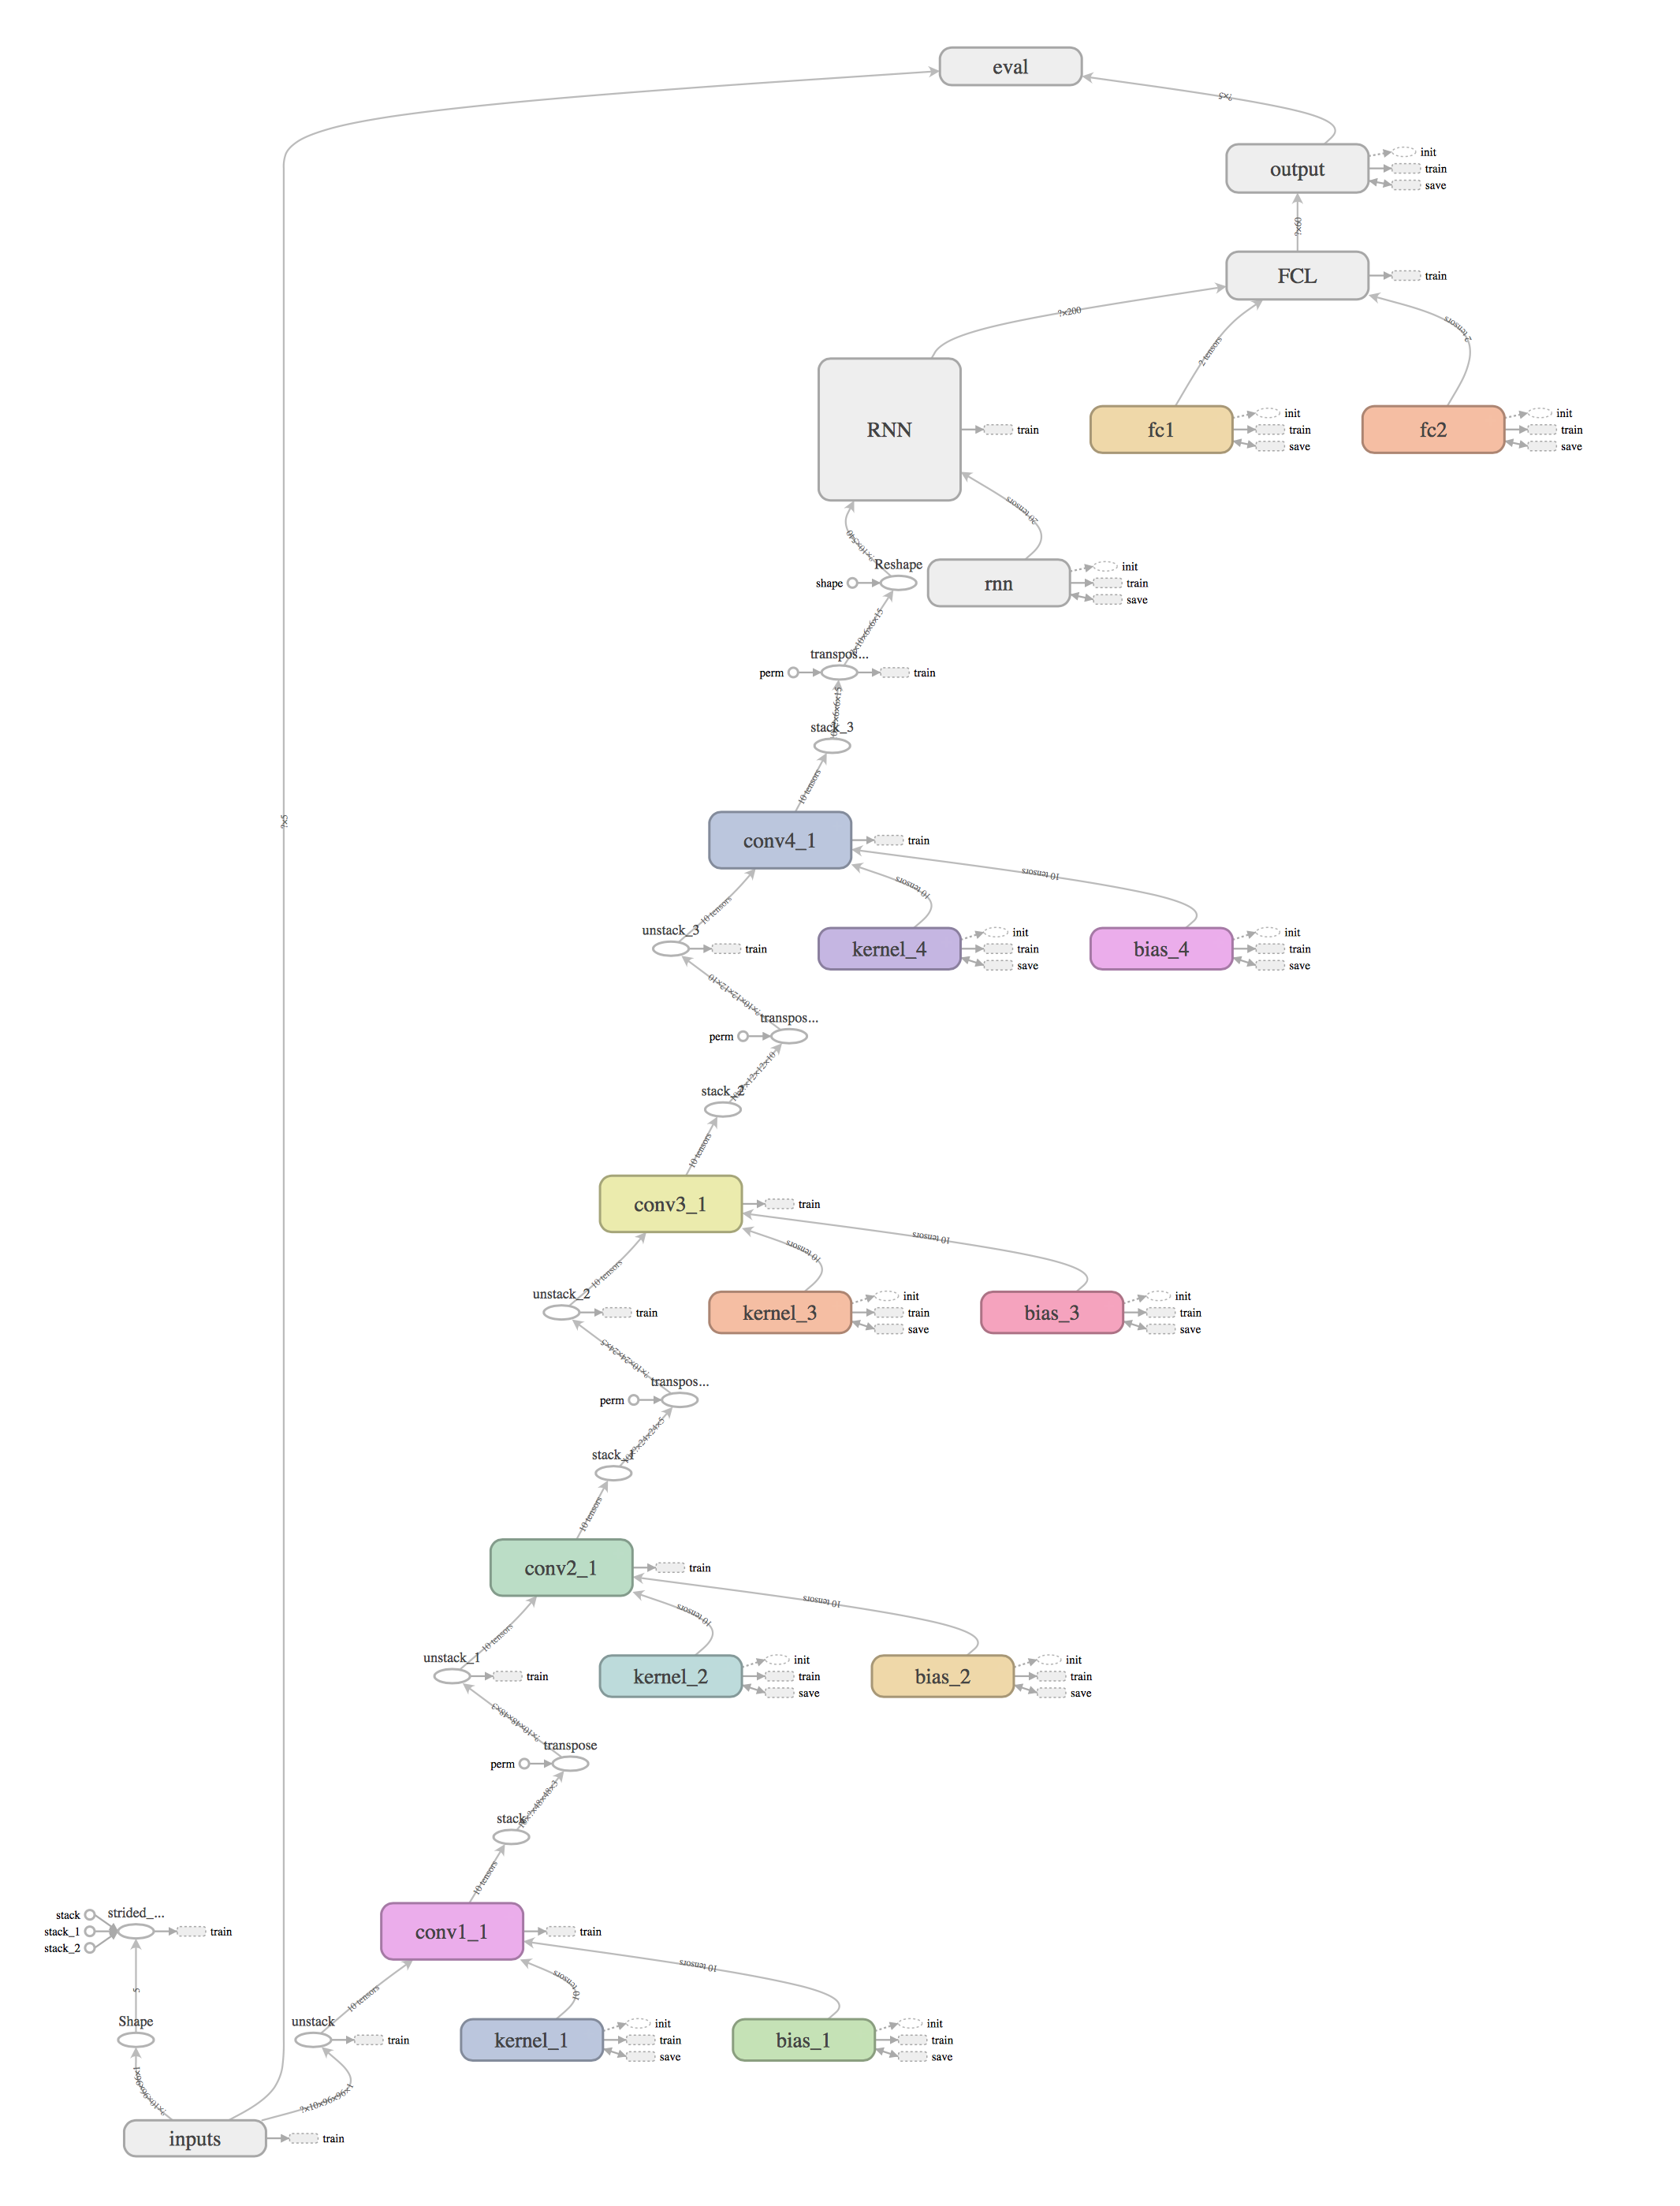 eval
?×5
output
init
train
save
?×60
FCL
train
?×200
2 tensors
2 tensors
RNN
train
fc1
init
train
save
fc2
init
train
save
?×10×540
20 tensors
Reshape
shape
rnn
init
train
save
?×10×6×6×15
transpos...
perm
train
10×?×6×6×15
stack_3
10 tensors
conv4_1
train
10 tensors
10 tensors
10 tensors
unstack_3
train
kernel_4
init
train
save
bias_4
init
train
save
?×10×12×12×10
transpos...
perm
10×?×12×12×10
stack_2
10 tensors
conv3_1
train
10 tensors
10 tensors
10 tensors
unstack_2
train
kernel_3
init
train
save
bias_3
init
train
save
?×10×24×24×5
transpos...
perm
10×?×24×24×5
stack_1
10 tensors
conv2_1
train
10 tensors
10 tensors
10 tensors
unstack_1
train
kernel_2
init
train
save
bias_2
init
train
save
?×10×48×48×3
transpose
perm
10×?×48×48×3
stack
10 tensors
conv1_1
train
stack
stack_1
stack_2
strided_...
train
10 tensors
10 tensors
10 tensors
5
Shape
unstack
train
kernel_1
init
train
save
bias_1
init
train
save
?×10×96×96×1
?×10×96×96×1
?×5
inputs
train